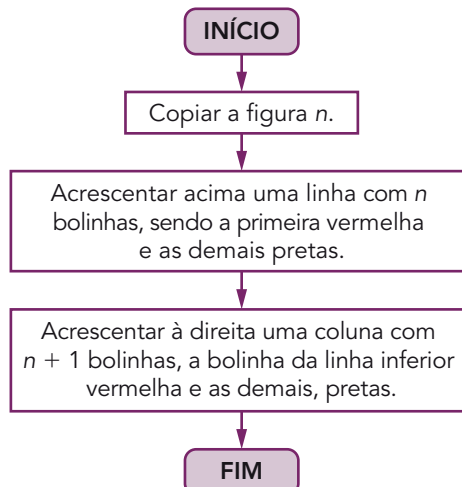 INÍCIO
Copiar a figura n.
Acrescentar acima uma linha com n
bolinhas, sendo a primeira vermelha
e as demais pretas.
Acrescentar à direita uma coluna com
n + 1 bolinhas, a bolinha da linha inferior
vermelha e as demais, pretas.
FIM